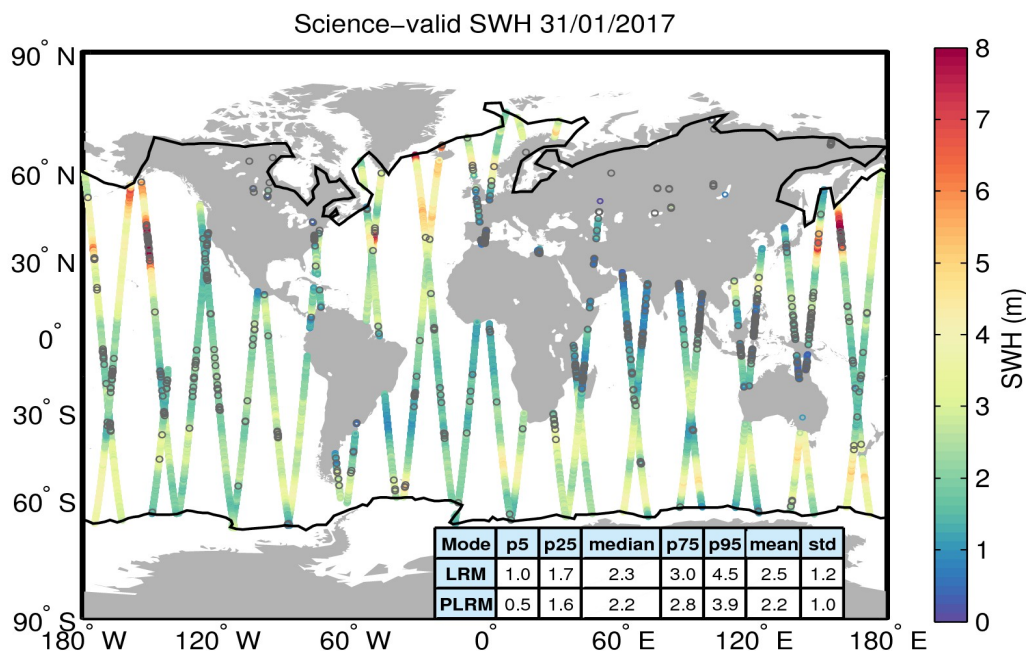 Science−valid SWH 31/01/2017
90° N
60° N
30° N
0°
30° S
60° S
90° S
180° W
120° W
60° W
0°
60° E
120° E
180° E
Mode p5 p25 median p75 p95 mean std
LRM 1.0 1.7 2.3 3.0 4.5 2.5 1.2
PLRM 0.5 1.6 2.2 2.8 3.9 2.2 1.0
8
7
6
5
4
3
2
1
0
SWH (m)